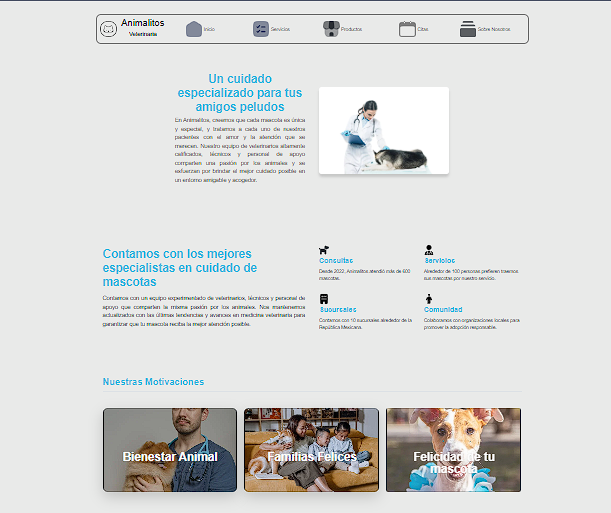 Animalitos
Veterinaria
Inicio
Servicios
Productos
Citas
Sobre Nosotros
Un cuidado
especializado para tus
amigos peludos
En Animalitos, creemos que cada mascota es única
y especial, y tratamos a cada uno de nuestros
pacientes con el amor y la atención que se
merecen. Nuestro equipo de veterinarios altamente
calificados, técnicos y personal de apoyo
comparten una pasión por los animales y se
esfuerzan por brindar el mejor cuidado posible en
un entorno amigable y acogedor.
Contamos con los mejores
especialistas en cuidado de
mascotas
Contamos con un equipo experimentado de veterinarios, técnicos y personal de
apoyo que comparten la misma pasión por los animales. Nos mantenemos
actualizados con las últimas tendencias y avances en medicina veterinaria para
garantizar que tu mascota reciba la mejor atención posible.
Consultas
Desde 2022, Animalitos atendió más de 600
mascotas.
Servicios
Alrededor de 100 personas prefieren traernos
sus mascotas por nuestro servicio.
Sucursales
Contamos con 10 sucursales alrededor de la
República Mexicana.
Comunidad
Colaboramos con organizaciones locales para
promover la adopción responsable.
Nuestras Motivaciones
Bienestar Animal
Familias Felices
Felicidad de tu
mascota